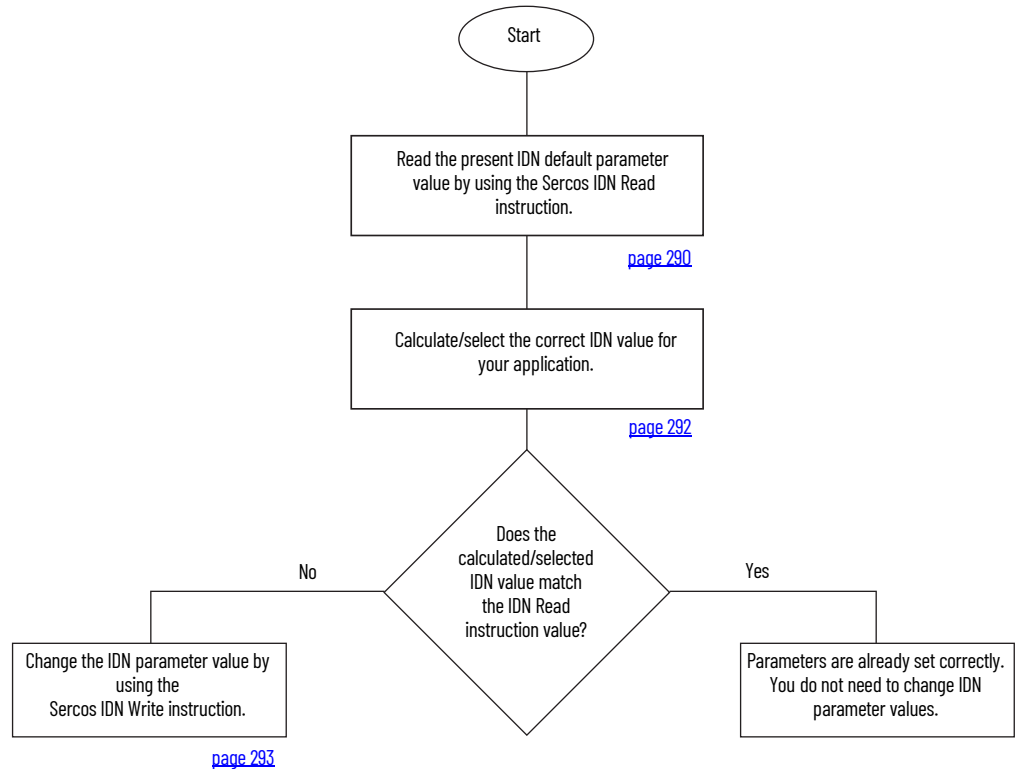 Start
Read the present IDN default parameter
value by using the Sercos IDN Read
instruction.
page 290
Calculate/select the correct IDN value for
your application.
page 292
Does the
calculated/selected
IDN value match
the IDN Read
instruction value?
No
Yes
Change the IDN parameter value by
using the
Sercos IDN Write instruction.
page 293
Parameters are already set correctly.
You do not need to change IDN
parameter values.